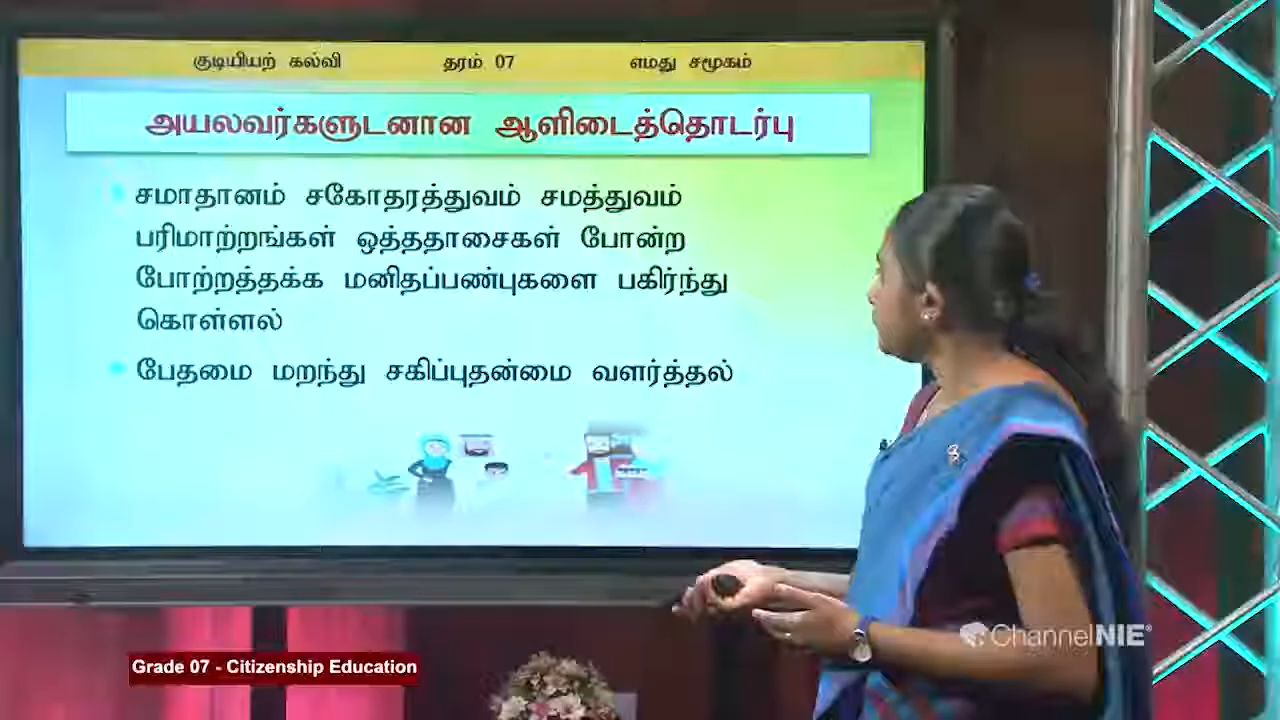 குடியியற் கல்வி தரம் 07 எமது சமூகம்
அயலவர்களுடனான ஆளிடைத்தொடர்பு
சமாதானம் சகோதரத்துவம் சமத்துவம்
பரிமாற்றங்கள் ஒத்ததாசைகள் போன்ற
போற்றத்தக்க மனிதப்பண்புகளை பகிர்ந்து
கொள்ளல்
பேதமை மறந்து சகிப்புதன்மை வளர்த்தல்
ChannelNIE
Grade 07 - Citizenship Education